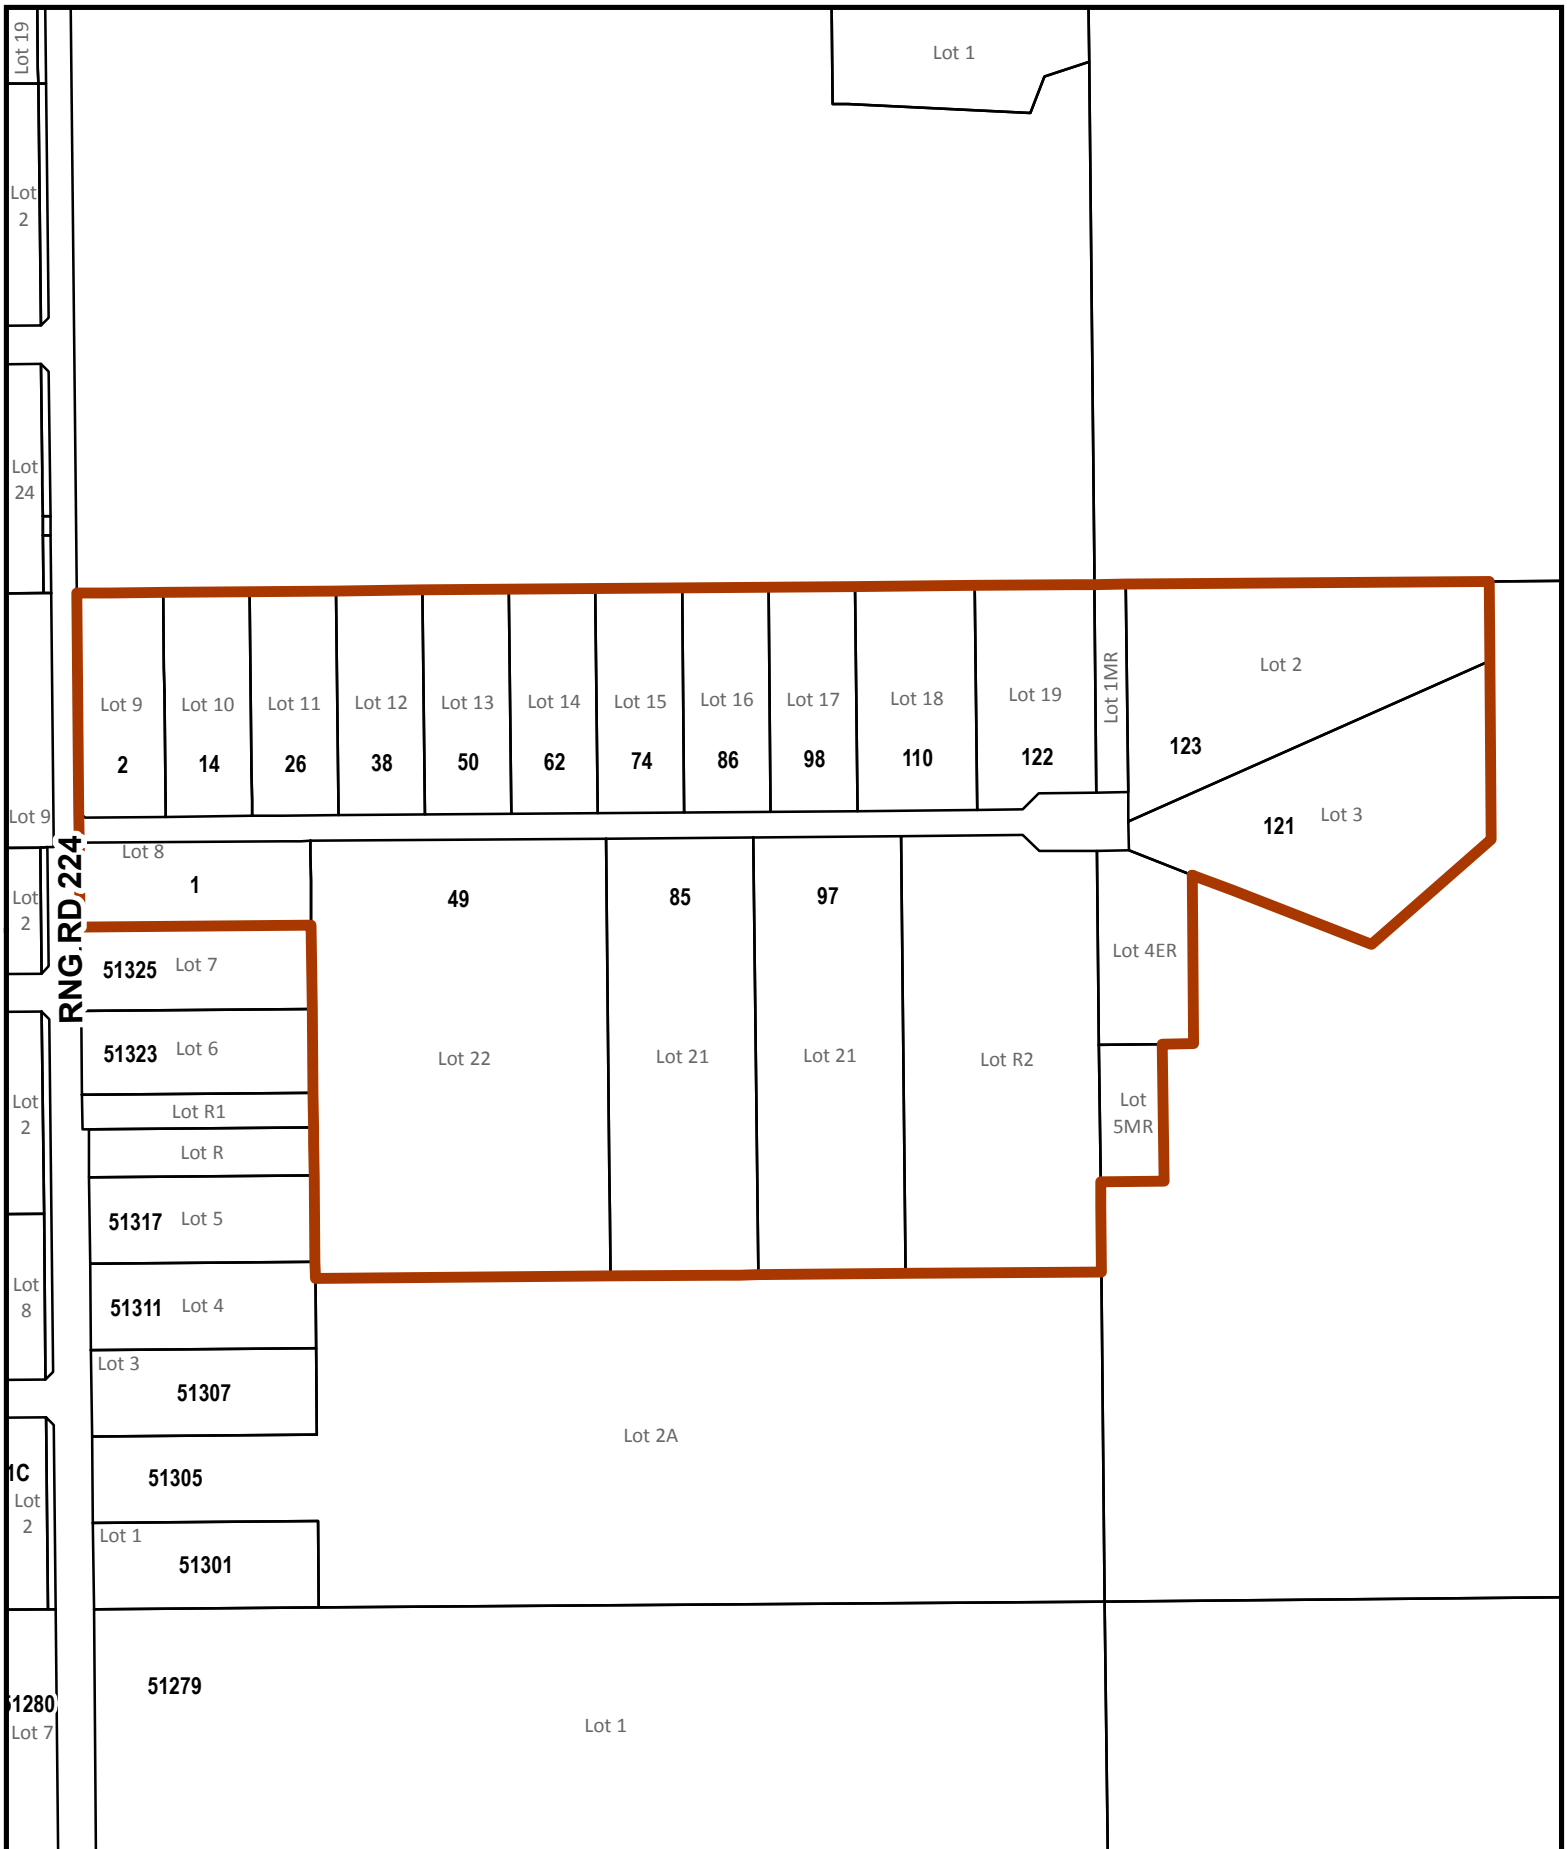 Lot 19
Lot 1
Lot
2
Lot
24
Lot 9
Lot 10
Lot 11
Lot 12
Lot 13
Lot 14
Lot 15
Lot 16
Lot 17
Lot 18
Lot 19
Lot 1MR
Lot 2
2
14
26
38
50
62
74
86
98
110
122
123
Lot 9
121
Lot 3
RNG RD 224
Lot 8
1
49
85
97
Lot
2
51325
Lot 7
Lot 4ER
51323
Lot 6
Lot 22
Lot 21
Lot 21
Lot R2
Lot
2
Lot R1
Lot
5MR
Lot R
51317
Lot 5
Lot
8
51311
Lot 4
Lot 3
51307
Lot 2A
1C
Lot
2
51305
Lot 1
51301
51279
51280
Lot 7
Lot 1